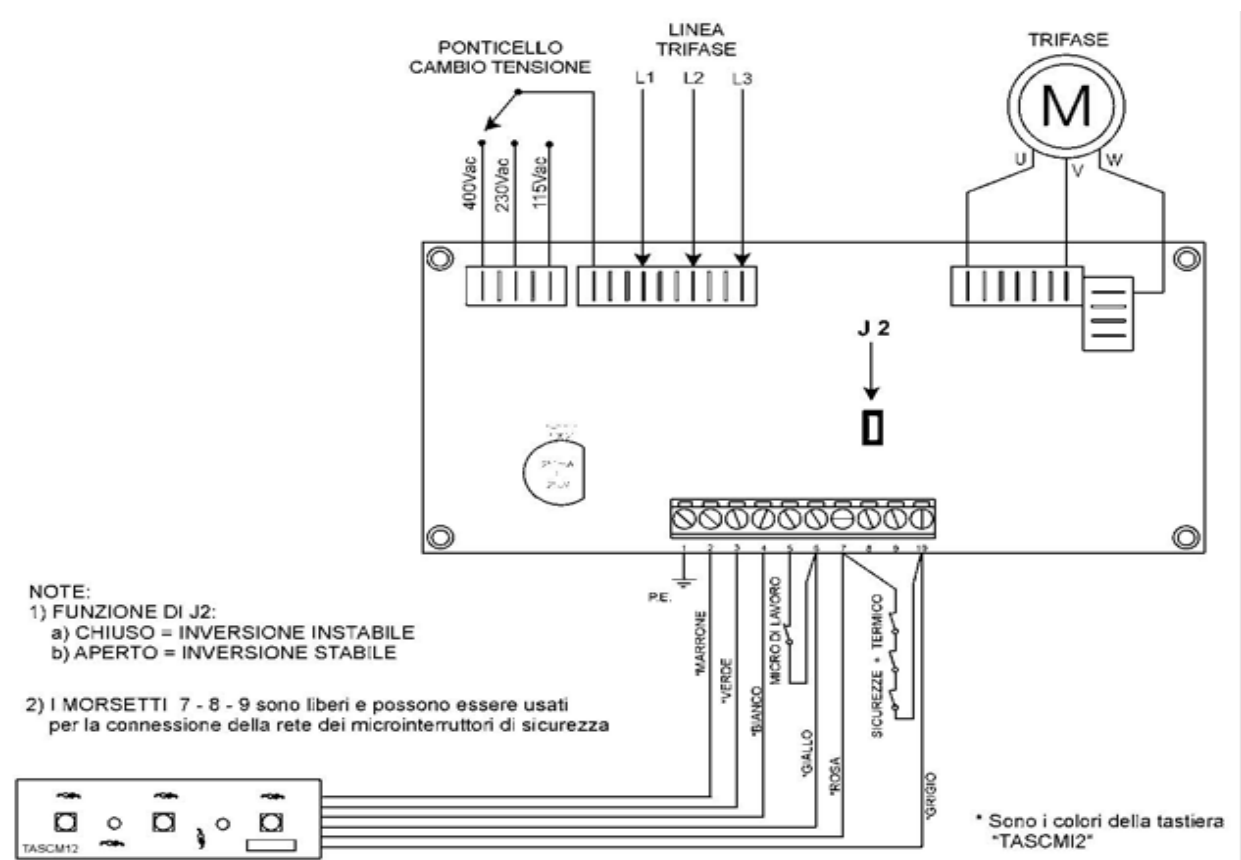 PONTICELLO
CAMBIO TENSIONE
LINEA
TRIFASE
L1 L2 L3
TRIFASE
M
U V W
400Vac
230Vac
115Vac
J 2
1 2 3 4 5 6 7 8 9 10
P.E.
*MARRONE
*VERDE
*BIANCO
MICRO DI LAVORO
*GIALLO
*ROSA
SICUREZZE + TERMICO
*GRIGIO
NOTE:
1) FUNZIONE DI J2:
a) CHIUSO = INVERSIONE INSTABILE
b) APERTO = INVERSIONE STABILE
2) I MORSETTI 7 - 8 - 9 sono liberi e possono essere usati
per la connessione della rete dei microinterruttori di sicurezza
TASCM12
* Sono i colori della tastiera
"TASCMI2"